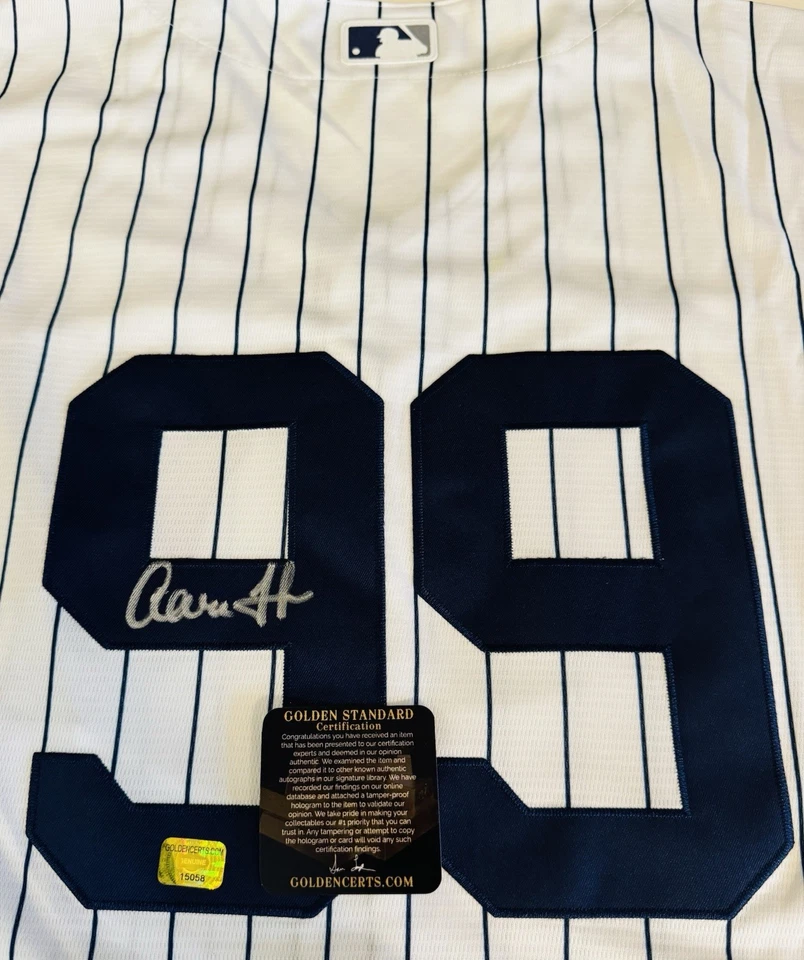 99
Aaron
GOLDEN STANDARD
Certification
Congratulations you have received an item
that has been presented to our certification
experts and deemed in our opinion
authentic. We examined the item and
compared it to other known authentic
autographs in our signature library. We have
recorded our findings on our online
database and attached a tamper-proof
hologram to the item to validate our
opinion. We take pride in making your
collectables our #1 priority that you can
trust in. Any tampering or attempt to copy
the hologram or card will void any such
certification findings.
GOLDENCERTS.COM
GOLDENCERTS.COM
GENUINE
15058